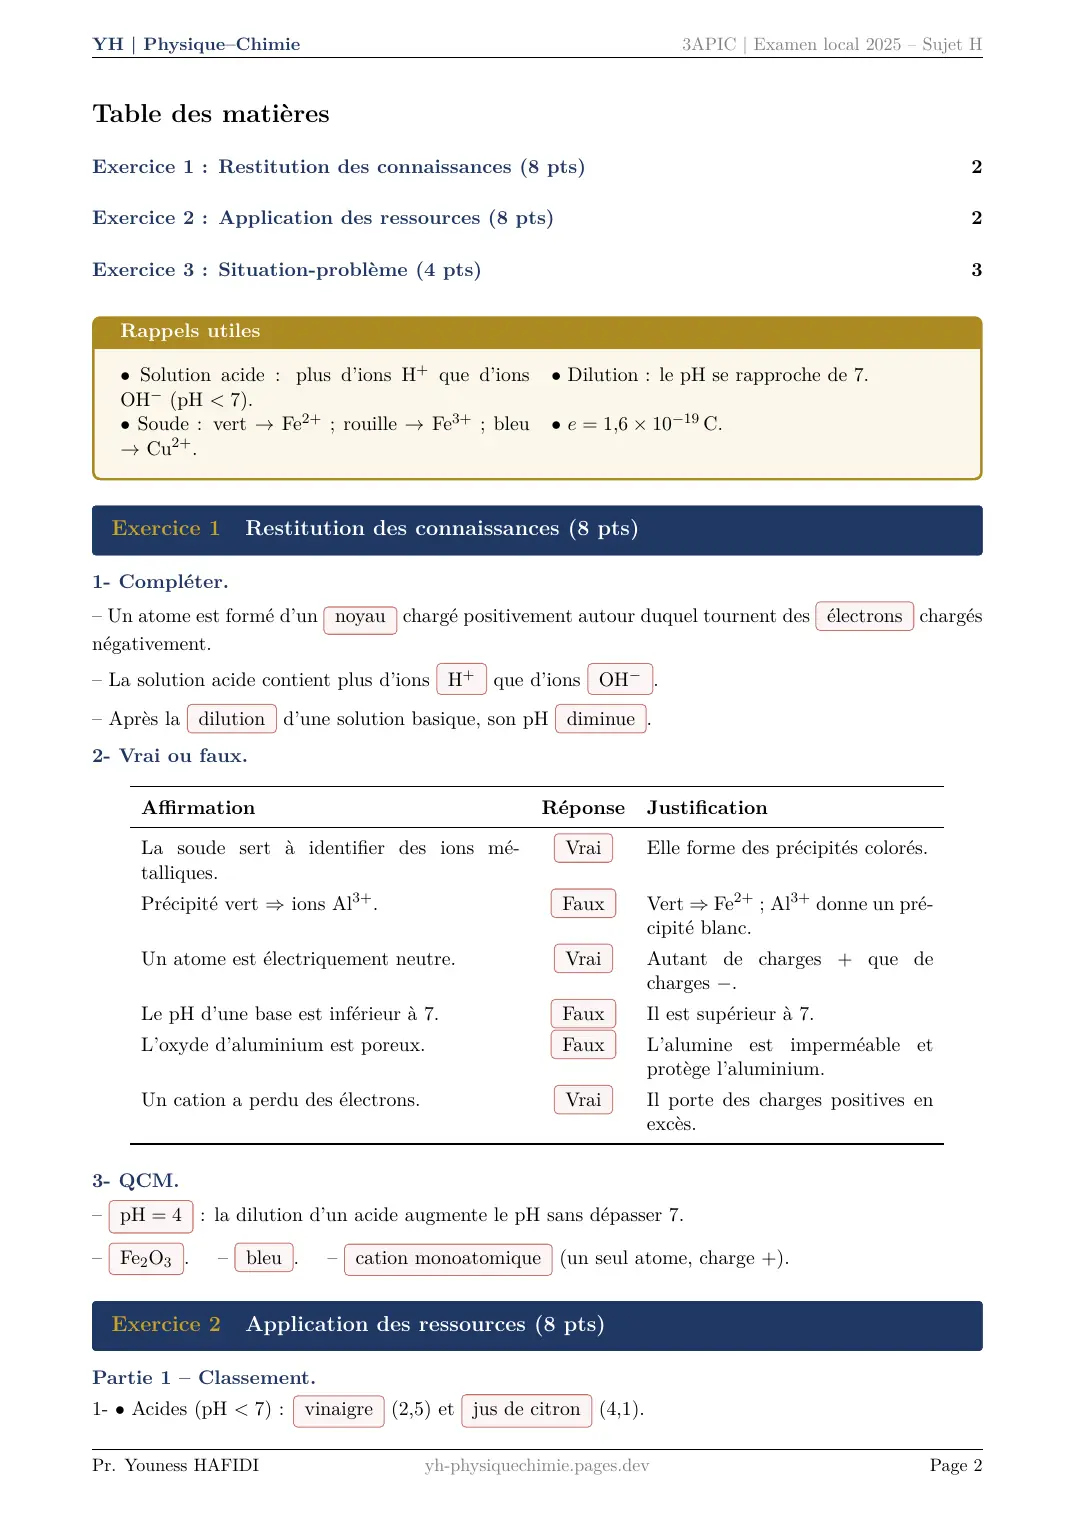 YH | Physique–Chimie
3APIC | Examen local 2025 – Sujet H
Table des matières
Exercice 1 : Restitution des connaissances (8 pts) 2
Exercice 2 : Application des ressources (8 pts) 2
Exercice 3 : Situation-problème (4 pts) 3
Rappels utiles
• Solution acide : plus d'ions H⁺ que d'ions
OH⁻ (pH < 7).
• Soude : vert → Fe²⁺ ; rouille → Fe³⁺ ; bleu
→ Cu²⁺.
• Dilution : le pH se rapproche de 7.
• e = 1,6 × 10⁻¹⁹ C.
Exercice 1 Restitution des connaissances (8 pts)
1- Compléter.
– Un atome est formé d'un noyau chargé positivement autour duquel tournent des électrons chargés
négativement.
– La solution acide contient plus d'ions H⁺ que d'ions OH⁻.
– Après la dilution d'une solution basique, son pH diminue.
2- Vrai ou faux.
Affirmation Réponse Justification
La soude sert à identifier des ions mé- Vrai Elle forme des précipités colorés.
talliques.
Précipité vert ⇒ ions Al³⁺. Faux Vert ⇒ Fe²⁺ ; Al³⁺ donne un pré-
cipité blanc.
Un atome est électriquement neutre. Vrai Autant de charges + que de
charges −.
Le pH d'une base est inférieur à 7. Faux Il est supérieur à 7.
L'oxyde d'aluminium est poreux. Faux L'alumine est imperméable et
protège l'aluminium.
Un cation a perdu des électrons. Vrai Il porte des charges positives en
excès.
3- QCM.
– pH = 4 : la dilution d'un acide augmente le pH sans dépasser 7.
– Fe₂O₃. – bleu. – cation monoatomique (un seul atome, charge +).
Exercice 2 Application des ressources (8 pts)
Partie 1 – Classement.
1- • Acides (pH < 7) : vinaigre (2,5) et jus de citron (4,1).
Pr. Youness HAFIDI yh-physiquechimie.pages.dev Page 2